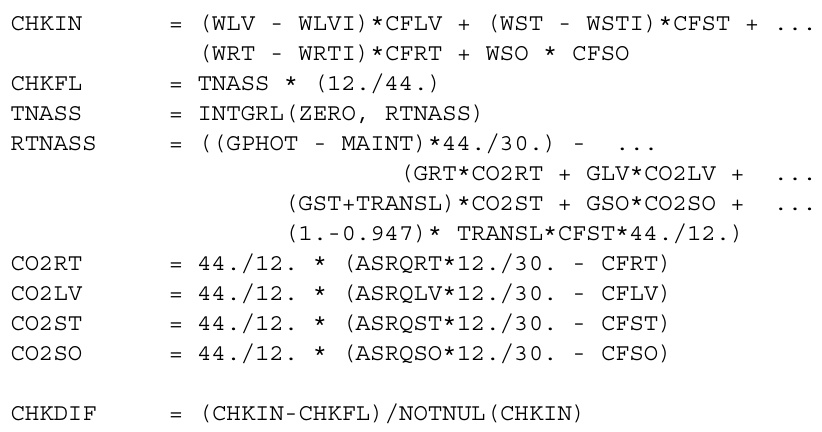 CHKIN = (WLV - WLVI)*CFLV + (WST - WSTI)*CFST + ...
(WRT - WRTI)*CFRT + WSO * CFSO
CHKFL = TNASS * (12./44.)
TNASS = INTGRL(ZERO, RTNASS)
RTNASS = ((GPHOT - MAINT)*44./30.) - ...
(GRT*CO2RT + GLV*CO2LV + ...
(GST+TRANSL)*CO2ST + GSO*CO2SO + ...
(1.-0.947)* TRANSL*CFST*44./12.)
CO2RT = 44./12. * (ASRQRT*12./30. - CFRT)
CO2LV = 44./12. * (ASRQLV*12./30. - CFLV)
CO2ST = 44./12. * (ASRQST*12./30. - CFST)
CO2SO = 44./12. * (ASRQSO*12./30. - CFSO)
CHKDIF = (CHKIN-CHKFL)/NOTNUL(CHKIN)